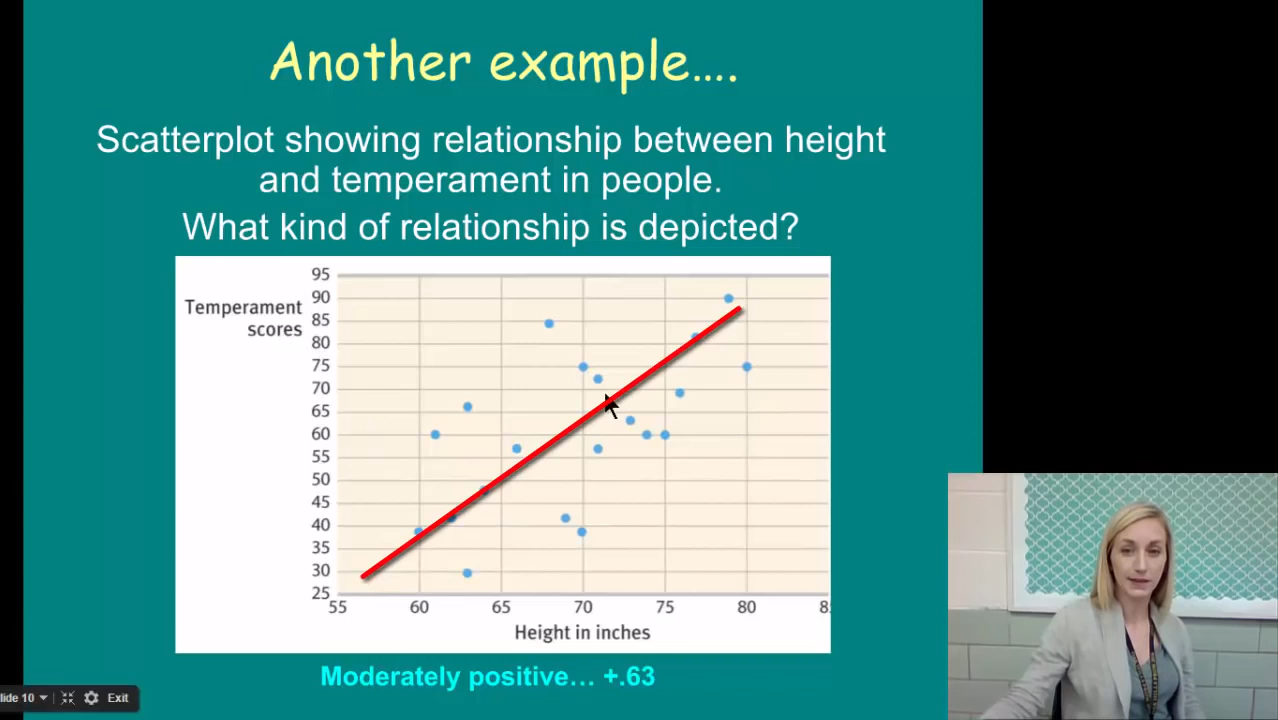 Another example….
Scatterplot showing relationship between height
and temperament in people.
What kind of relationship is depicted?
Temperament
scores
95
90
85
80
75
70
65
60
55
50
45
40
35
30
25
55 60 65 70 75 80 8
Height in inches
Moderately positive… +.63
lide 10 Exit